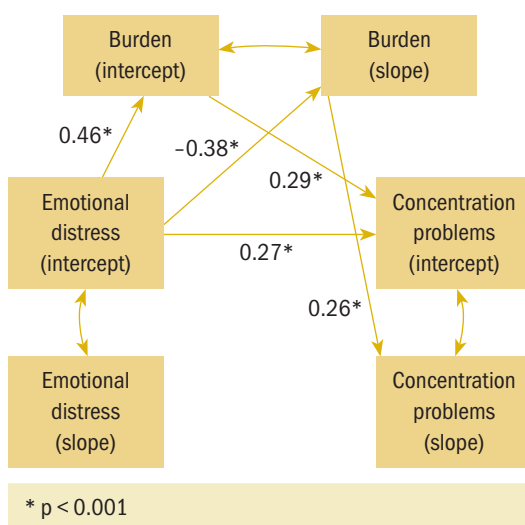 Burden
(intercept)
Burden
(slope)
0.46*
-0.38*
0.29*
Emotional
distress
(intercept)
Concentration
problems
(intercept)
0.27*
0.26*
Emotional
distress
(slope)
Concentration
problems
(slope)
* p < 0.001